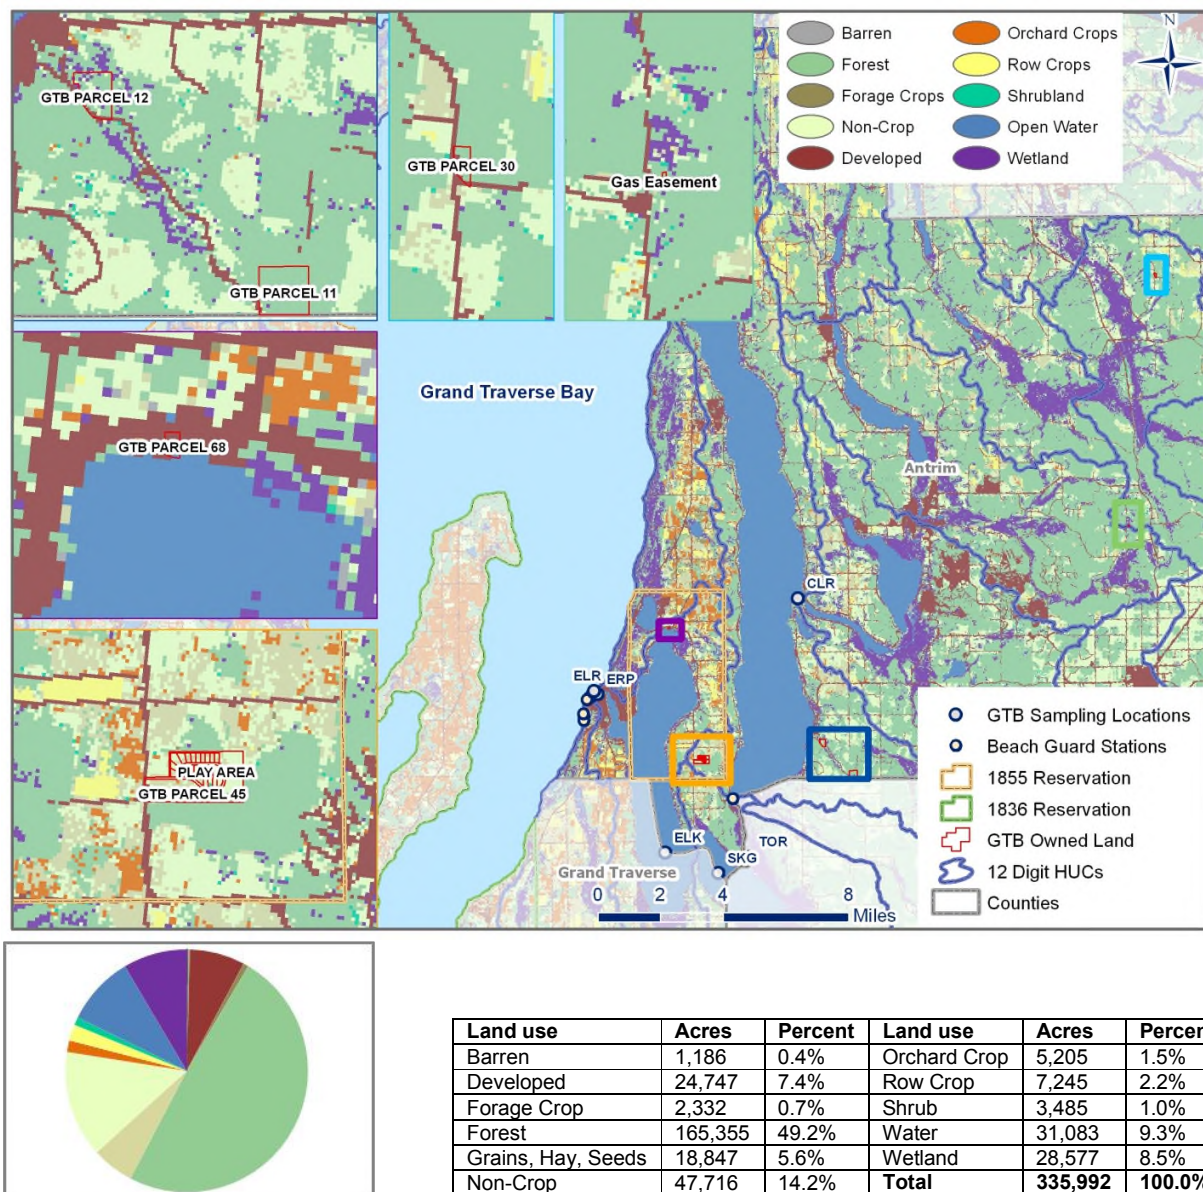 GTB PARCEL 12
GTB PARCEL 11
GTB PARCEL 30
Gas Easement
Barren
Forest
Forage Crops
Non-Crop
Developed
Orchard Crops
Row Crops
Shrubland
Open Water
Wetland
N
GTB PARCEL 68
PLAY AREA
GTB PARCEL 45
Grand Traverse Bay
Antrim
CLR
ELR
ERP
ELK
SKG
TOR
Grand Traverse
0 2 4 8
Miles
GTB Sampling Locations
Beach Guard Stations
1855 Reservation
1836 Reservation
GTB Owned Land
12 Digit HUCs
Counties
Land use Acres Percent Land use Acres Percen
Barren 1,186 0.4% Orchard Crop 5,205 1.5%
Developed 24,747 7.4% Row Crop 7,245 2.2%
Forage Crop 2,332 0.7% Shrub 3,485 1.0%
Forest 165,355 49.2% Water 31,083 9.3%
Grains, Hay, Seeds 18,847 5.6% Wetland 28,577 8.5%
Non-Crop 47,716 14.2% Total 335,992 100.0%